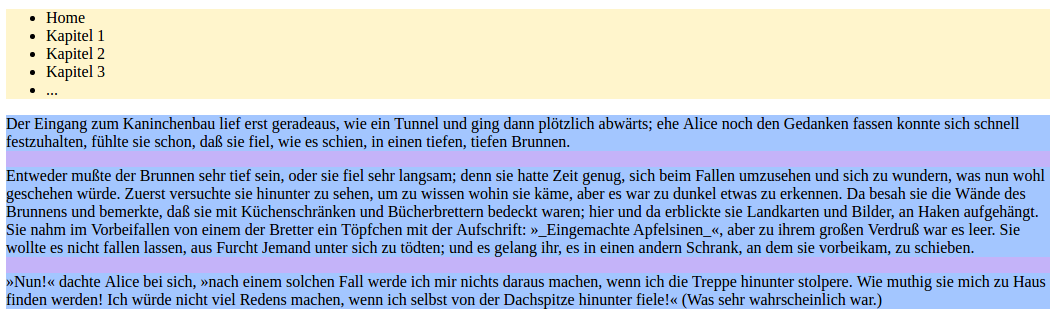 Home
Kapitel 1
Kapitel 2
Kapitel 3
...
Der Eingang zum Kaninchenbau lief erst geradeaus, wie ein Tunnel und ging dann plötzlich abwärts; ehe Alice noch den Gedanken fassen konnte sich schnell
festzuhalten, fühlte sie schon, daß sie fiel, wie es schien, in einen tiefen, tiefen Brunnen.
Entweder mußte der Brunnen sehr tief sein, oder sie fiel sehr langsam; denn sie hatte Zeit genug, sich beim Fallen umzusehen und sich zu wundern, was nun wohl
geschehen würde. Zuerst versuchte sie hinunter zu sehen, um zu wissen wohin sie käme, aber es war zu dunkel etwas zu erkennen. Da besah sie die Wände des
Brunnens und bemerkte, daß sie mit Küchenschränken und Bücherbrettern bedeckt waren; hier und da erblickte sie Landkarten und Bilder, an Haken aufgehängt.
Sie nahm im Vorbeifallen von einem der Bretter ein Töpfchen mit der Aufschrift: »_Eingemachte Apfelsinen_«, aber zu ihrem großen Verdruß war es leer. Sie
wollte es nicht fallen lassen, aus Furcht Jemand unter sich zu tödten; und es gelang ihr, es in einen andern Schrank, an dem sie vorbeikam, zu schieben.
»Nun!« dachte Alice bei sich, »nach einem solchen Fall werde ich mir nichts daraus machen, wenn ich die Treppe hinunter stolpere. Wie muthig sie mich zu Haus
finden werden! Ich würde nicht viel Redens machen, wenn ich selbst von der Dachspitze hinunter fiele!« (Was sehr wahrscheinlich war.)